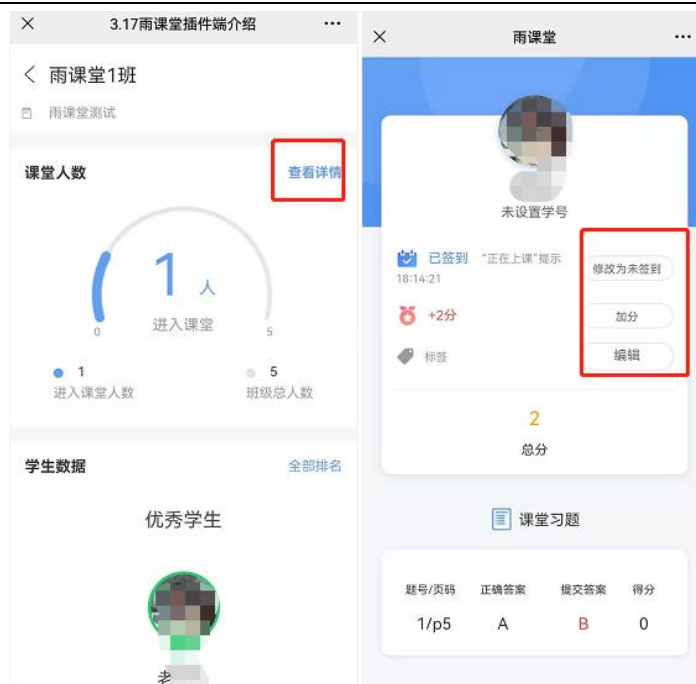 3.17雨课堂插件端介绍
雨课堂1班
雨课堂测试
课堂人数
查看详情
1人
进入课堂
0
5
1
进入课堂人数
5
班级总人数
学生数据
全部排名
优秀学生
老
雨课堂
未设置学号
已签到 “正在上课”提示
18:14:21
修改为未签到
+2分
加分
标签
编辑
2
总分
课堂习题
题号/页码 正确答案 提交答案 得分
1/p5 A B 0